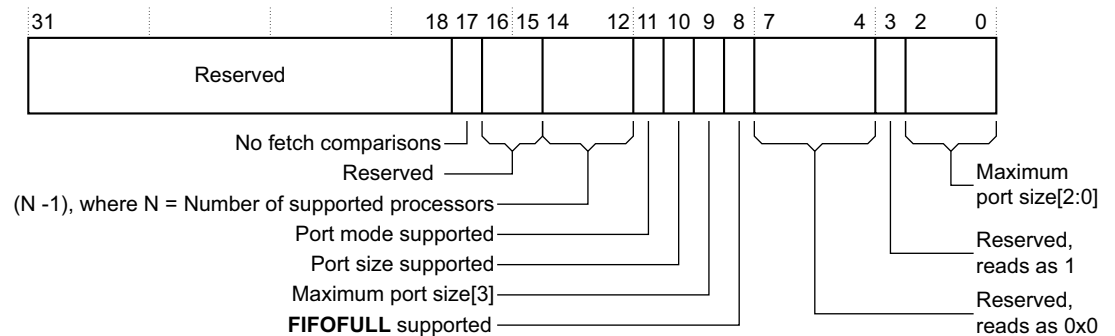 31 18 17 16 15 14 12 11 10 9 8 7 4 3 2 0
Reserved
No fetch comparisons
Reserved
(N -1), where N = Number of supported processors
Port mode supported
Port size supported
Maximum port size[3]
FIFOFULL supported
Maximum
port size[2:0]
Reserved,
reads as 1
Reserved,
reads as 0x0